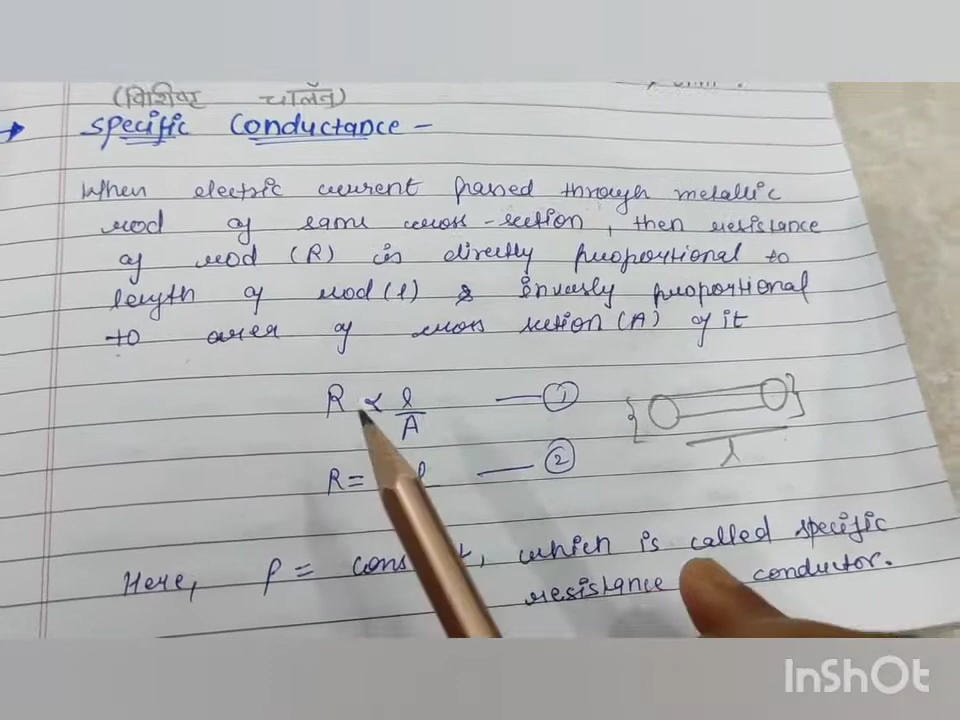 (विशिष्ट चालॅन)
→ Specific Conductance –
When electric current passed through metallic
rod of same cross-section, then resistance
of rod (R) is directly proportional to
length of rod (l) & Inversly proportional
to area of cross section (A) of it
R ∝ l/A —— ①
R = l —— ②
Here, ρ = cons , which is called specific
resistance conductor.
InShOt